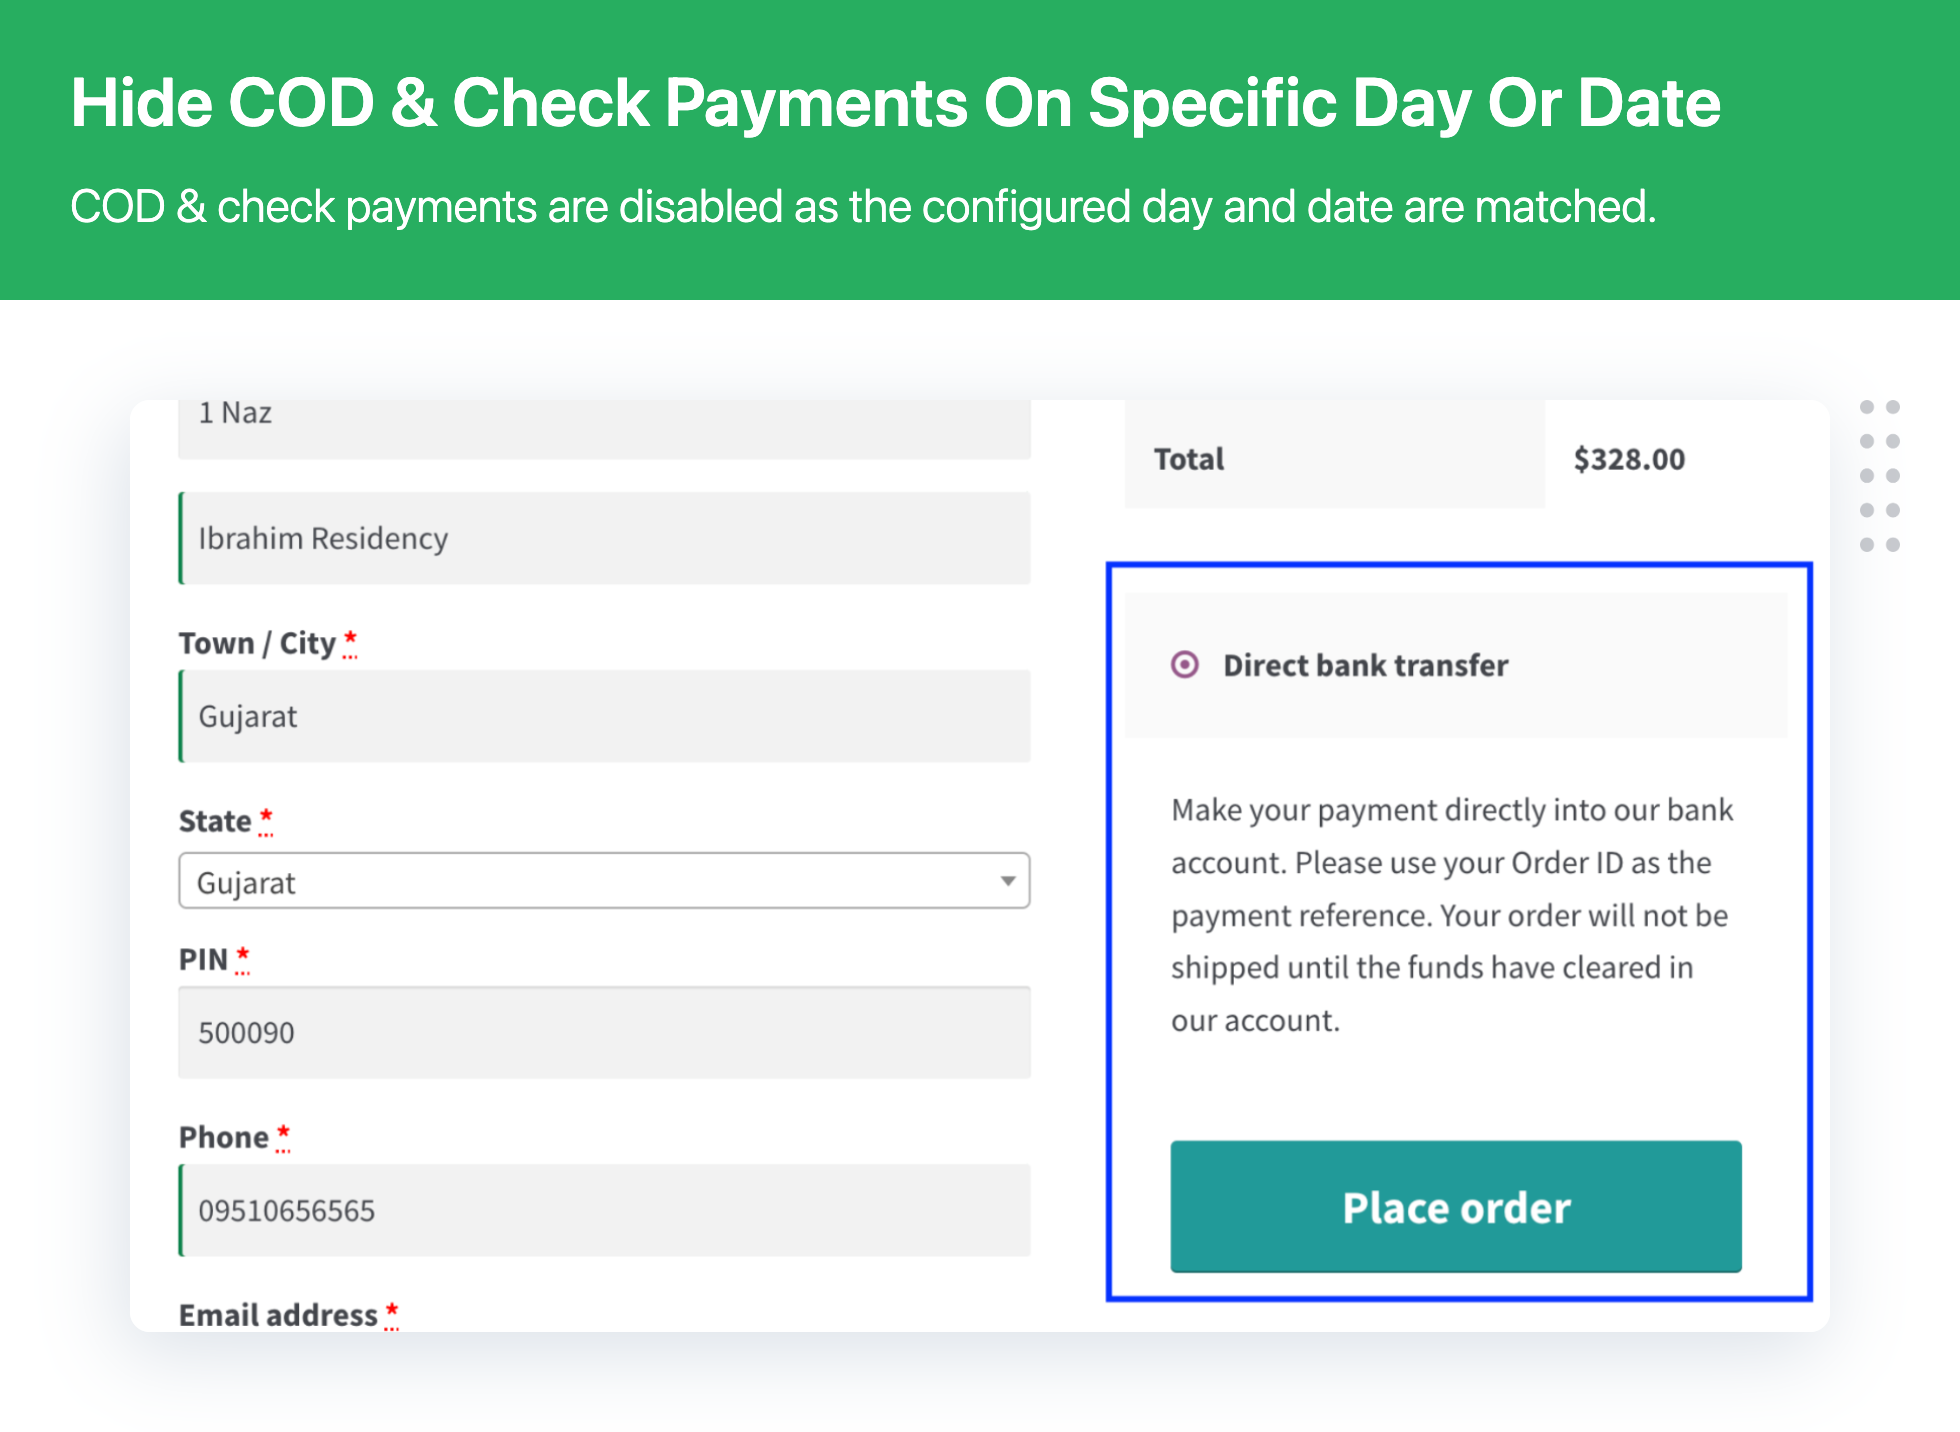 Hide COD & Check Payments On Specific Day Or Date
COD & check payments are disabled as the configured day and date are matched.
1 Naz
Ibrahim Residency
Town / City *
Gujarat
State *
Gujarat
PIN *
500090
Phone *
09510656565
Email address *
Total $328.00
Direct bank transfer
Make your payment directly into our bank
account. Please use your Order ID as the
payment reference. Your order will not be
shipped until the funds have cleared in
our account.
Place order